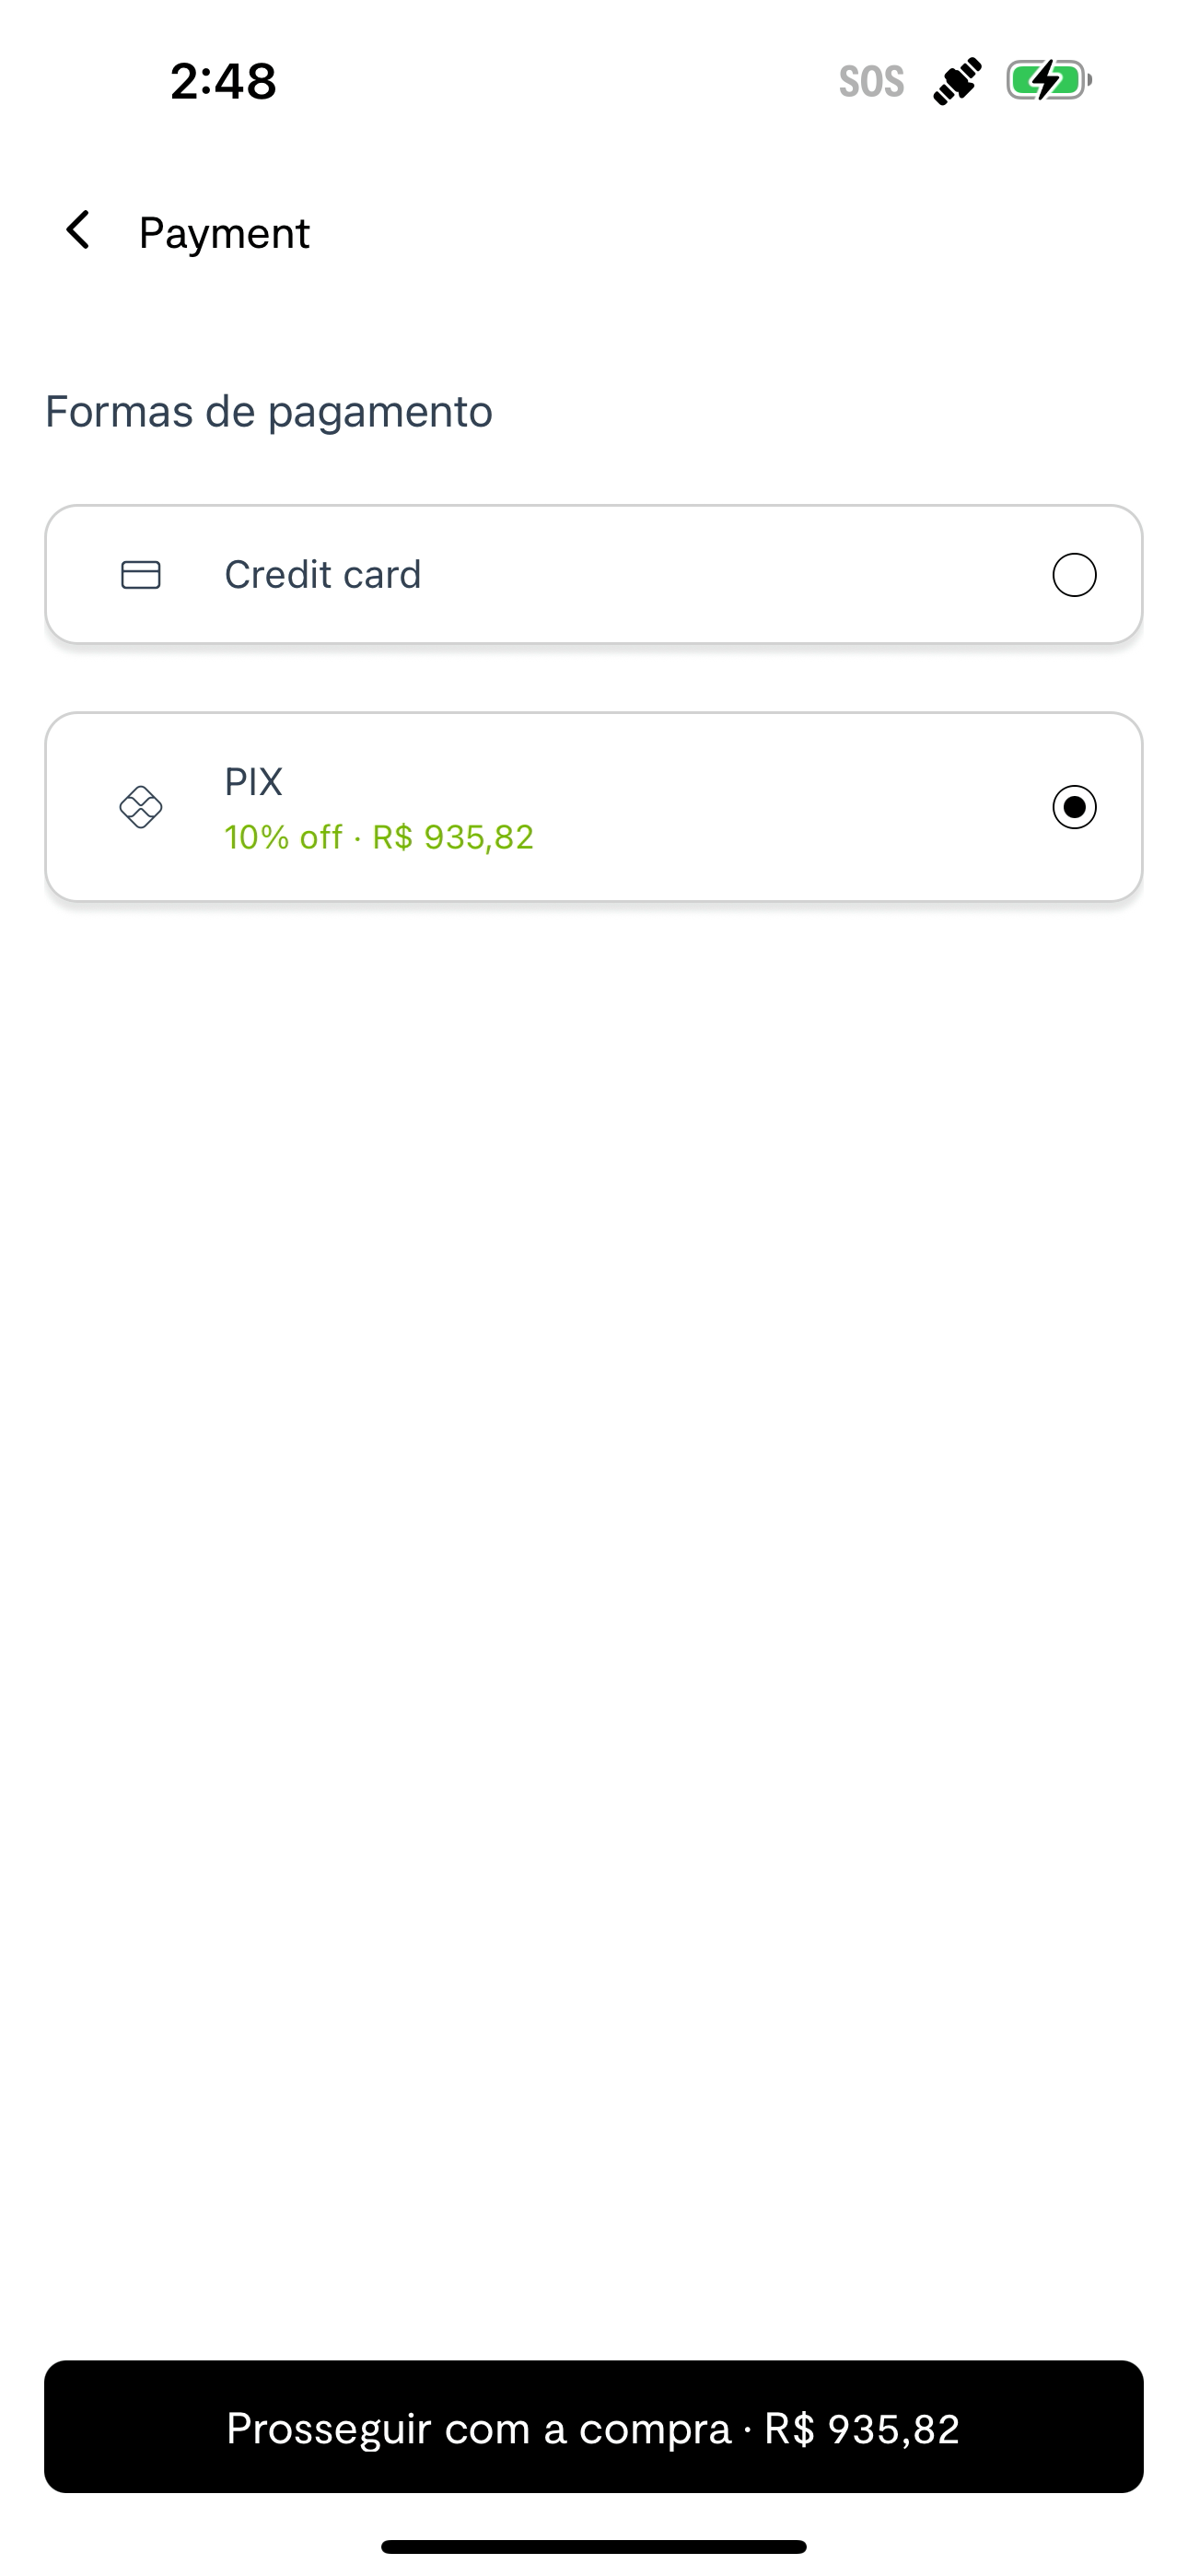 2:48 SOS
Payment
Formas de pagamento
Credit card
PIX
10% off · R$ 935,82
Prosseguir com a compra · R$ 935,82